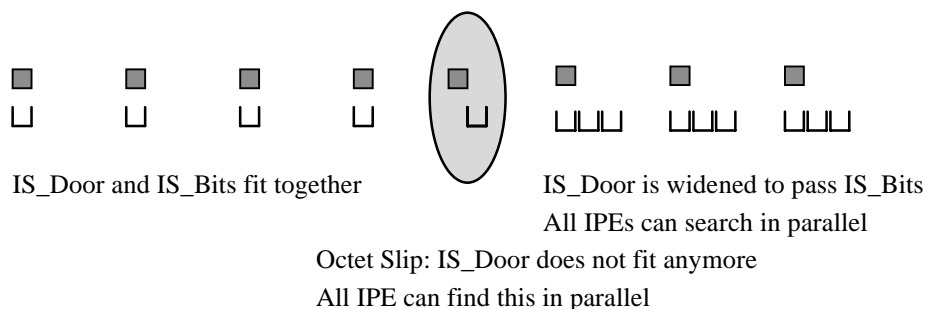 IS_Door and IS_Bits fit together
IS_Door is widened to pass IS_Bits
All IPEs can search in parallel
Octet Slip: IS_Door does not fit anymore
All IPE can find this in parallel